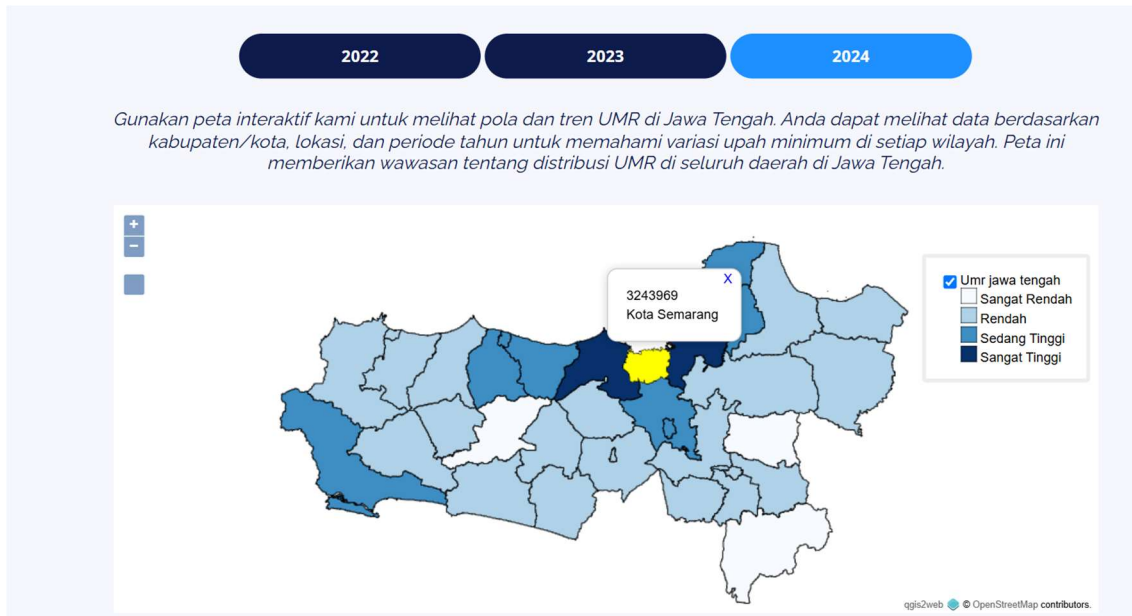 2022
2023
2024
Gunakan peta interaktif kami untuk melihat pola dan tren UMR di Jawa Tengah. Anda dapat melihat data berdasarkan
kabupaten/kota, lokasi, dan periode tahun untuk memahami variasi upah minimum di setiap wilayah. Peta ini
memberikan wawasan tentang distribusi UMR di seluruh daerah di Jawa Tengah.
+
−
X
3243969
Kota Semarang
Umr jawa tengah
Sangat Rendah
Rendah
Sedang Tinggi
Sangat Tinggi
qgis2web © OpenStreetMap contributors.